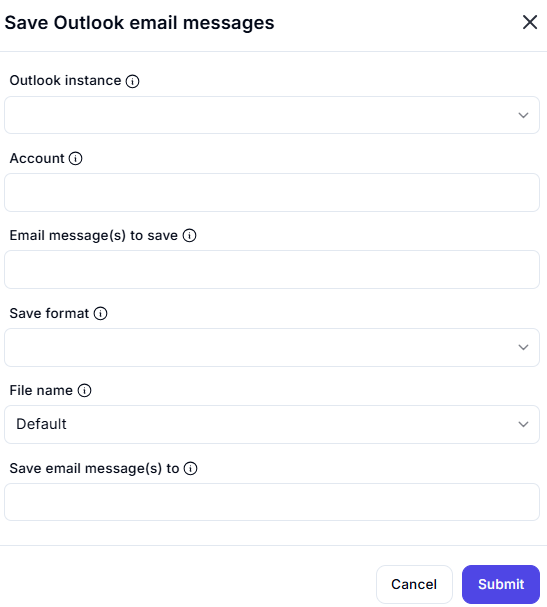 Save Outlook email messages
Outlook instance
Account
Email message(s) to save
Save format
File name
Default
Save email message(s) to
Cancel
Submit